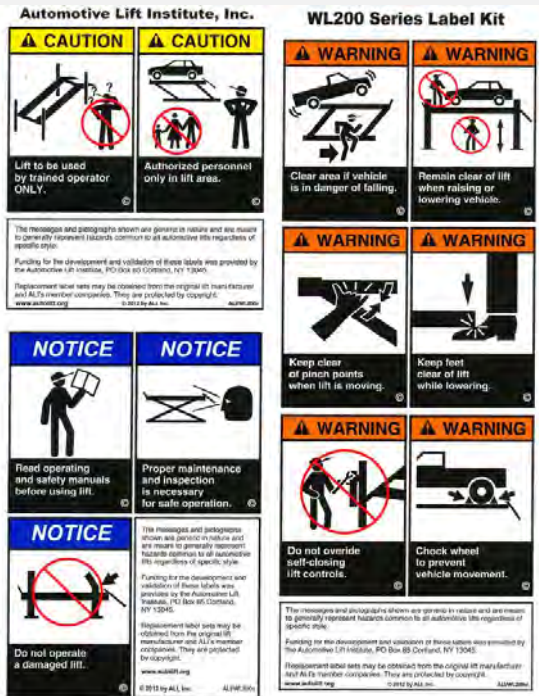 Automotive Lift Institute, Inc.
CAUTION
Lift to be used
by trained operator
ONLY.
©
CAUTION
Authorized personnel
only in lift area.
©
The messages and pictographs shown are generic in nature and are meant
to generally represent hazards common to all automotive lifts regardless of
specific style.
Funding for the development and validation of these labels was provided by
the Automotive Lift Institute, PO Box 85 Cortland, NY 13045.
Replacement label sets may be obtained from the original lift manufacturer
and ALI's member companies. They are protected by copyright.
www.autolift.org
© 2012 by ALI, Inc.
NOTICE
Read operating
and safety manuals
before using lift.
©
NOTICE
Proper maintenance
and inspection
is necessary
for safe operation.
©
NOTICE
Do not operate
a damaged lift.
©
The messages and pictographs
shown are generic in nature and
are meant to generally represent
hazards common to all automotive
lifts regardless of specific style.
Funding for the development and
validation of these labels was
provided by the Automotive Lift
Institute, PO Box 85 Cortland,
NY 13045.
Replacement label sets may be
obtained from the original lift
manufacturer and ALI's member
companies. They are protected
by copyright.
www.autolift.org
© 2012 by ALI, Inc.
WL200 Series Label Kit
WARNING
Clear area if vehicle
is in danger of falling.
©
WARNING
Remain clear of lift
when raising or
lowering vehicle.
©
WARNING
Keep clear
of pinch points
when lift is moving.
©
WARNING
Keep feet
clear of lift
while lowering.
©
WARNING
Do not overide
self-closing
lift controls.
©
WARNING
Chock wheel
to prevent
vehicle movement.
©
The messages and pictographs shown are generic in nature and are meant
to generally represent hazards common to all automotive lifts regardless of
specific style.
Funding for the development and validation of these labels was provided by
the Automotive Lift Institute, PO Box 85 Cortland, NY 13045.
Replacement label sets may be obtained from the original lift manufacturer
and ALI's member companies. They are protected by copyright.
www.autolift.org
© 2012 by ALI, Inc.